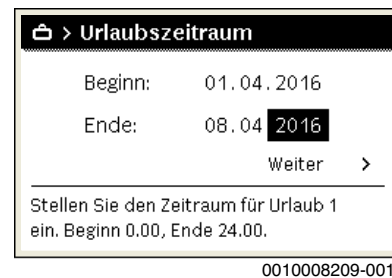 > Urlaubszeitraum
Beginn: 01.04.2016
Ende: 08.04 2016
Weiter >
Stellen Sie den Zeitraum für Urlaub 1
ein. Beginn 0.00, Ende 24.00.
0010008209-001